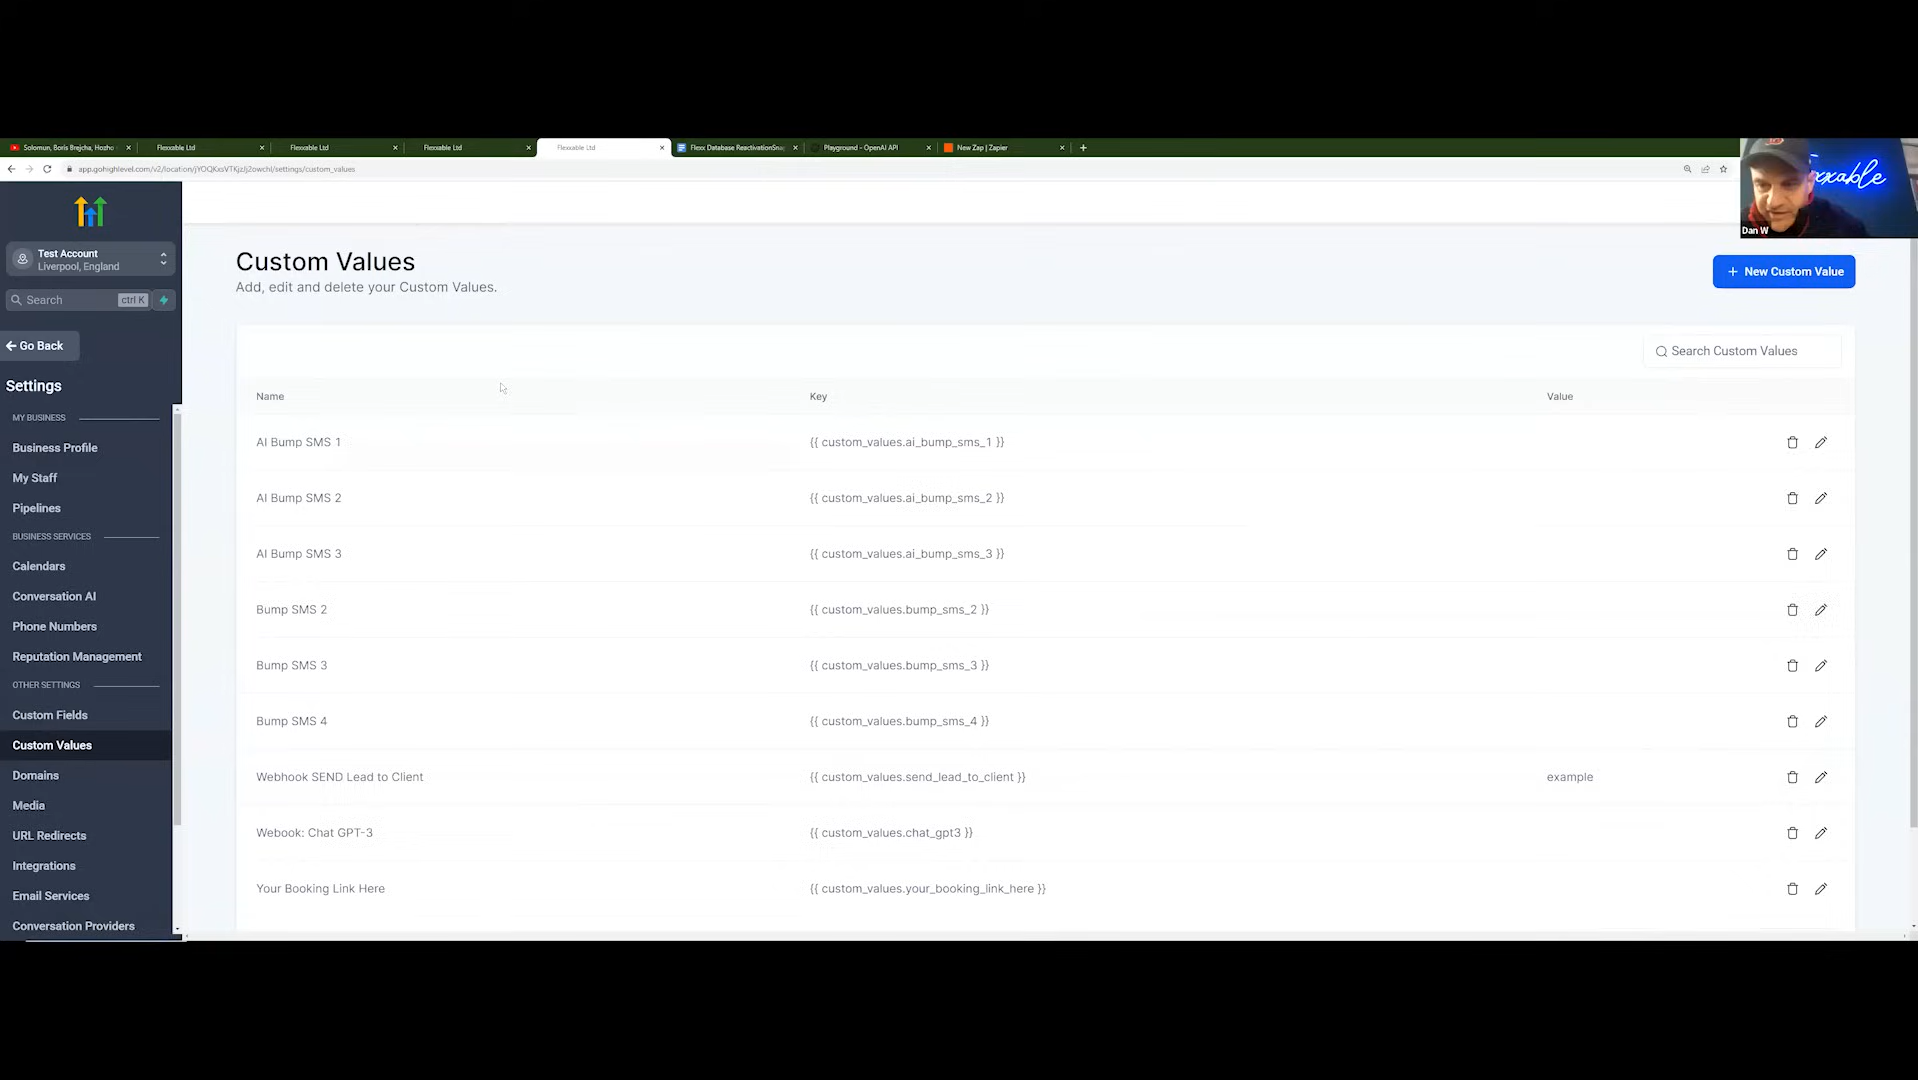 Solomun, Boris Brejcha, Hozho
Flexxable Ltd
Flexxable Ltd
Flexxable Ltd
Flexxable Ltd
Flexx Database ReactivationSnap
Playground - OpenAI API
New Zap | Zapier
Flexxable
Dan W
Test Account
Liverpool, England
Search
ctrl K
Go Back
Settings
MY BUSINESS
Business Profile
My Staff
Pipelines
BUSINESS SERVICES
Calendars
Conversation AI
Phone Numbers
Reputation Management
OTHER SETTINGS
Custom Fields
Custom Values
Domains
Media
URL Redirects
Integrations
Email Services
Conversation Providers
Custom Values
Add, edit and delete your Custom Values.
+ New Custom Value
Search Custom Values
Name Key Value
AI Bump SMS 1 {{ custom_values.ai_bump_sms_1 }}
AI Bump SMS 2 {{ custom_values.ai_bump_sms_2 }}
AI Bump SMS 3 {{ custom_values.ai_bump_sms_3 }}
Bump SMS 2 {{ custom_values.bump_sms_2 }}
Bump SMS 3 {{ custom_values.bump_sms_3 }}
Bump SMS 4 {{ custom_values.bump_sms_4 }}
Webhook SEND Lead to Client {{ custom_values.send_lead_to_client }} example
Webook: Chat GPT-3 {{ custom_values.chat_gpt3 }}
Your Booking Link Here {{ custom_values.your_booking_link_here }}